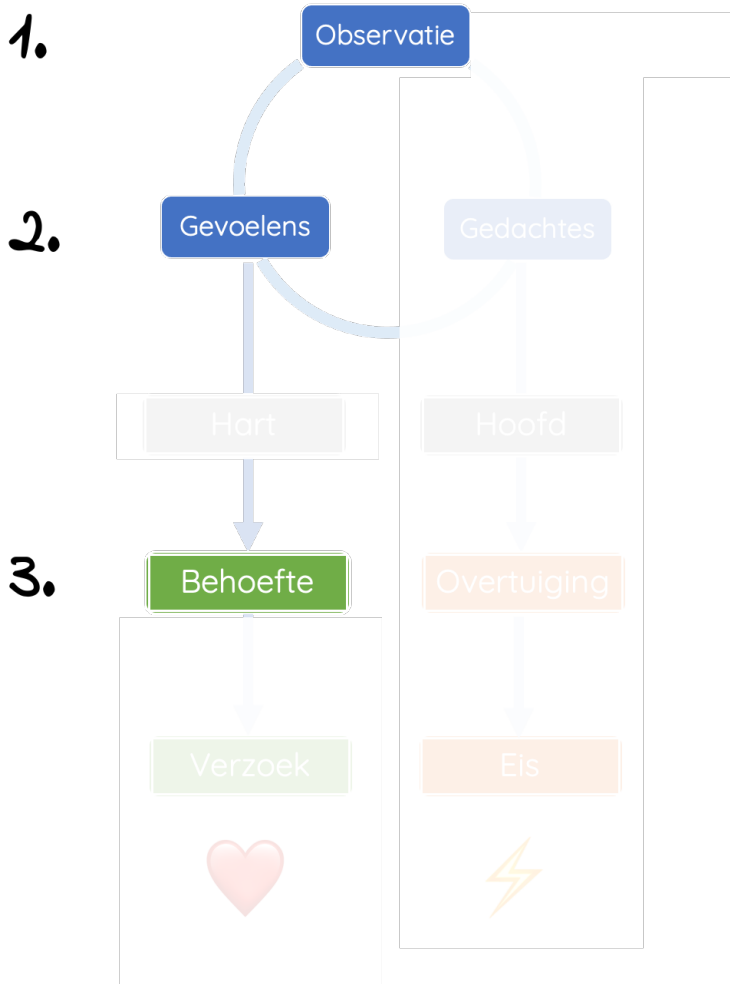 1.
Observatie
2.
Gevoelens
Gedachtes
Hart
Hoofd
3.
Behoefte
Overtuiging
Verzoek
Eis